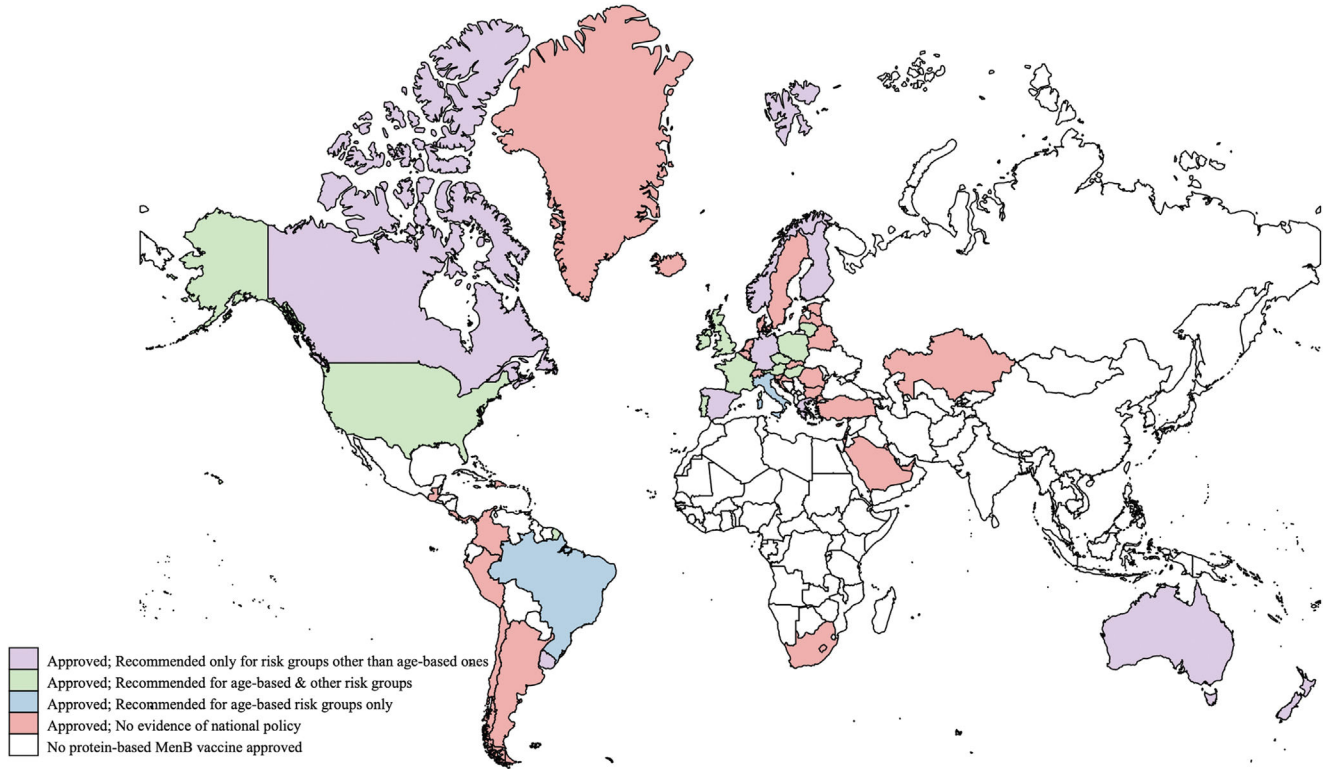 Approved; Recommended only for risk groups other than age-based ones
Approved; Recommended for age-based & other risk groups
Approved; Recommended for age-based risk groups only
Approved; No evidence of national policy
No protein-based MenB vaccine approved